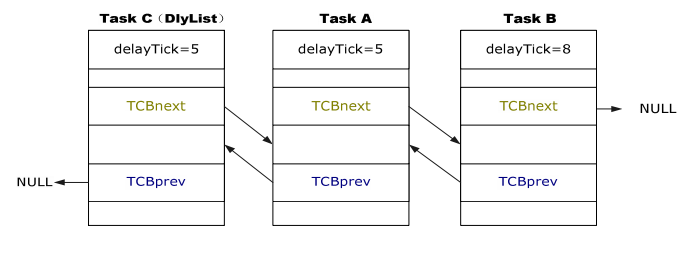 Task C（DlyList） Task A Task B
delayTick=5 delayTick=5 delayTick=8
TCBnext TCBnext TCBnext NULL
NULL TCBprev TCBprev TCBprev